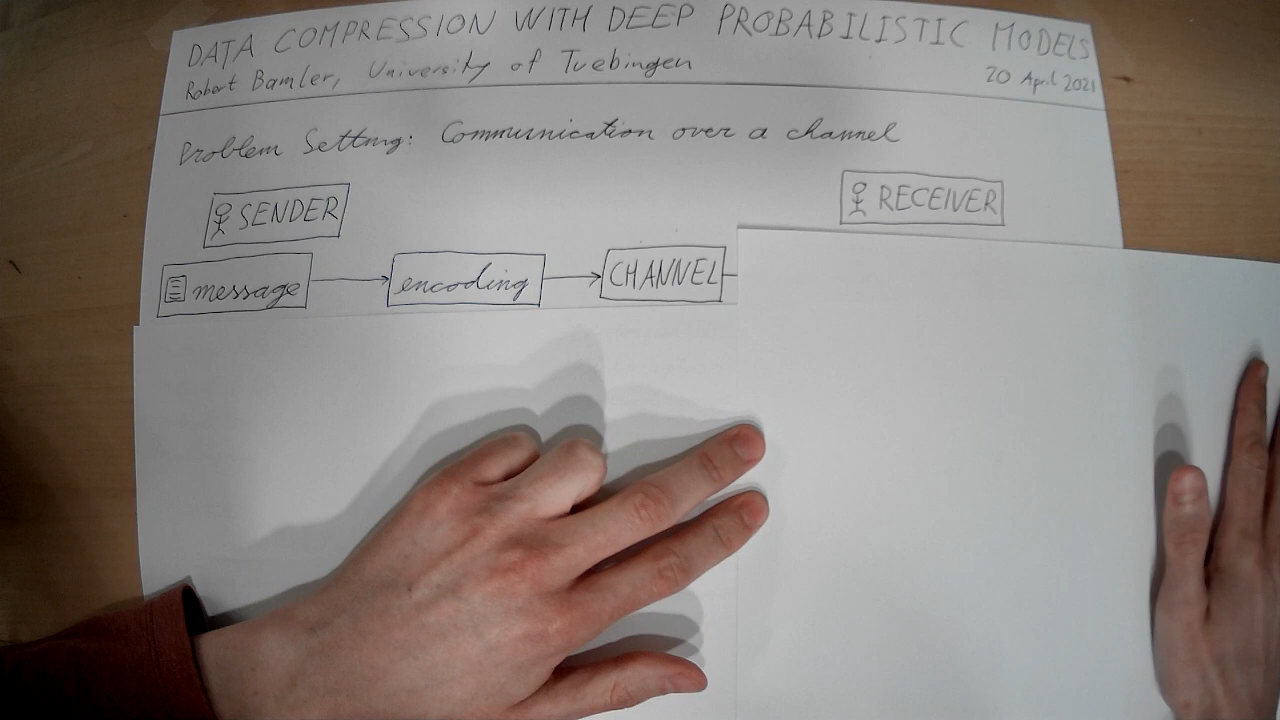 DATA COMPRESSION WITH DEEP PROBABILISTIC MODELS
Robert Bamler, University of Tuebingen 20 April 2021
Problem Setting: Communication over a channel
SENDER RECEIVER
message encoding CHANNEL